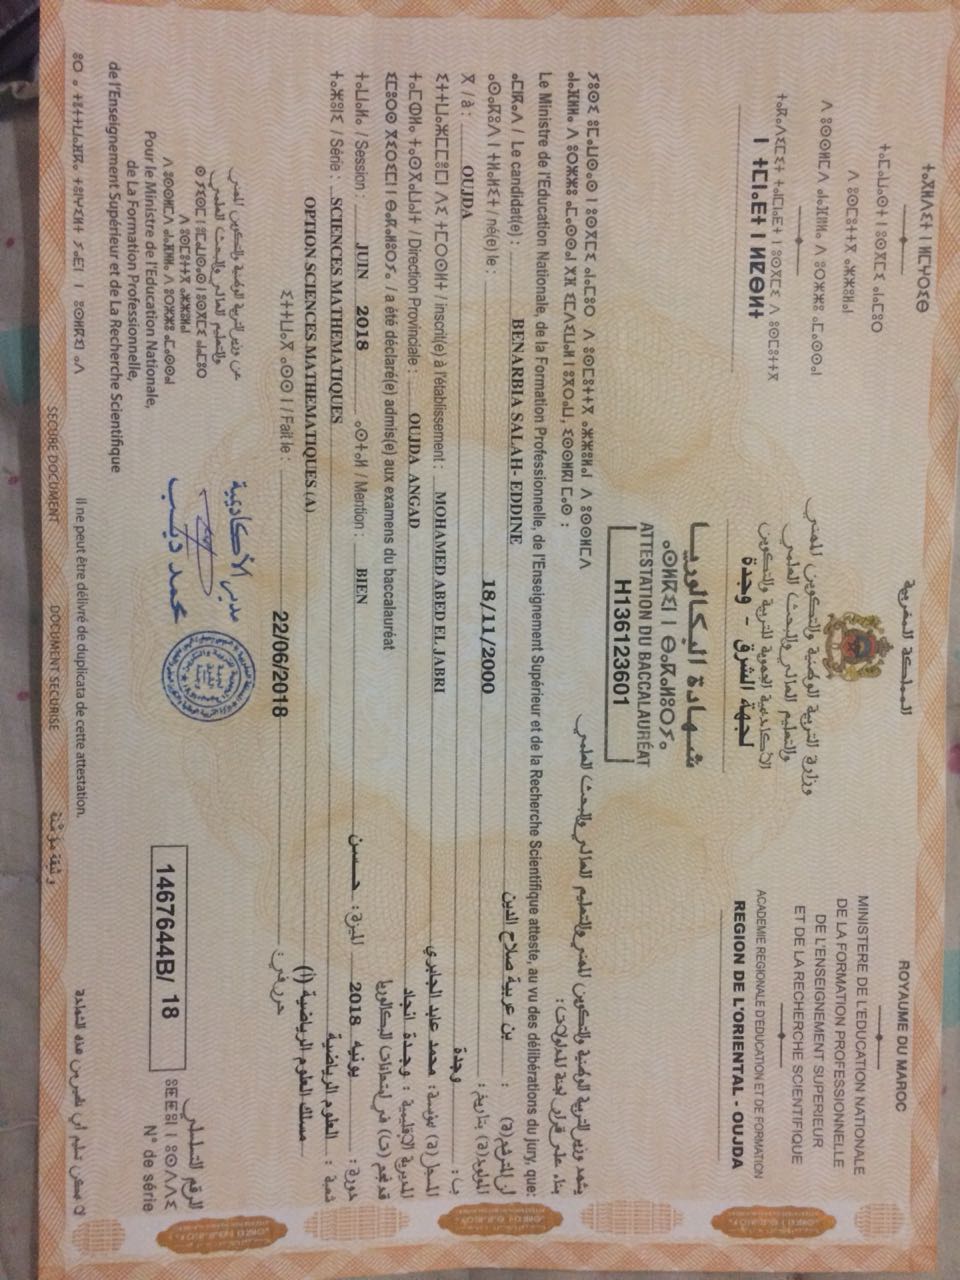 ⵜⴰⴳⵍⴷⵉⵜ ⵏ ⵍⵎⵖⵔⵉⴱ
المملكة المغربية
ROYAUME DU MAROC
وزارة التربية الوطنية والتكوين المهني
والتعليم العالي والبحث العلمي
الأكاديمية الجهوية للتربية والتكوين
لجهة الشرق - وجدة
MINISTERE DE L'EDUCATION NATIONALE
DE LA FORMATION PROFESSIONNELLE
DE L'ENSEIGNEMENT SUPERIEUR
ET DE LA RECHERCHE SCIENTIFIQUE
ACADEMIE REGIONALE D'EDUCATION ET DE FORMATION
REGION DE L'ORIENTAL - OUJDA
شهادة البكالوريا
ATTESTATION DU BACCALAURÉAT
H136123601
يشهد وزير التربية الوطنية والتكوين المهني والتعليم العالي والبحث العلمي
بناء على قرار لجنة المداولات:
Le Ministre de l'Education Nationale, de la Formation Professionnelle, de l'Enseignement Supérieur et de la Recherche Scientifique atteste, au vu des délibérations du jury, que:
/ Le candidat(e) : BENARBIA SALAH- EDDINE بن عربية صلاح الدين : أن المترشح(ة)
/ né(e) le : 18/11/2000 المولود(ة) بتاريخ :
/ à : OUJDA وجدة ب :
/ inscrit(e) à l'établissement : MOHAMED ABED EL JABRI محمد عابد الجابري المسجل(ة) بمؤسسة :
/ Direction Provinciale : OUJDA ANGAD وجدة انجاد المديرية الإقليمية :
/ a été déclaré(e) admis(e) aux examens du baccalauréat قد نجح (ت) في امتحانات البكالوريا
/ Session : JUIN 2018 / Mention : BIEN حسن الميزة : يونيه 2018 دورة :
/ Série : SCIENCES MATHEMATIQUES العلوم الرياضية شعبة :
OPTION SCIENCES MATHEMATIQUES (A) مسلك العلوم الرياضية (أ)
/ Fait le : 22/06/2018 حرر في :
عن وزير التربية الوطنية والتكوين المهني
والتعليم العالي والبحث العلمي
Pour le Ministre de l'Education Nationale,
de la Formation Professionnelle,
de l'Enseignement Supérieur et de La Recherche Scientifique
مدير الأكاديمية
محمد ديب
1467644B/ 18
الرقم التسلسلي
N° de série
il ne peut être délivré de duplicata de cette attestation.
لا يمكن تسليم أي نظير من هذه الشهادة
SECURE DOCUMENT DOCUMENT SECURISE وثيقة مؤمنة